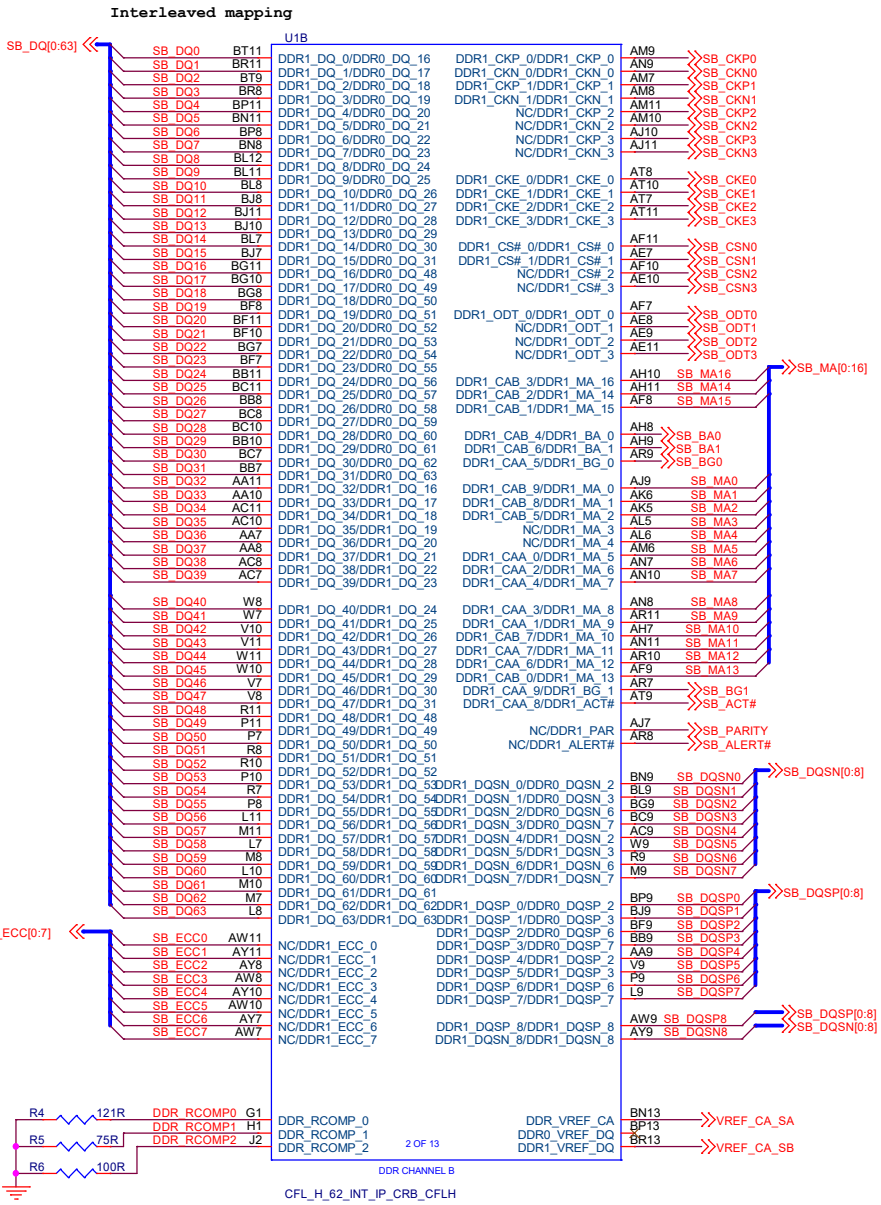 Interleaved mapping
SB_DQ[0:63] U1B
SB_DQ0 BT11 DDR1_DQ_0/DDR0_DQ_16 DDR1_CKP_0/DDR1_CKP_0 AM9 SB_CKP0
SB_DQ1 BR11 DDR1_DQ_1/DDR0_DQ_17 DDR1_CKN_0/DDR1_CKN_0 AN9 SB_CKN0
SB_DQ2 BT9 DDR1_DQ_2/DDR0_DQ_18 DDR1_CKP_1/DDR1_CKP_1 AM7 SB_CKP1
SB_DQ3 BR8 DDR1_DQ_3/DDR0_DQ_19 DDR1_CKN_1/DDR1_CKN_1 AM8 SB_CKN1
SB_DQ4 BP11 DDR1_DQ_4/DDR0_DQ_20 NC/DDR1_CKP_2 AM11 SB_CKP2
SB_DQ5 BN11 DDR1_DQ_5/DDR0_DQ_21 NC/DDR1_CKN_2 AM10 SB_CKN2
SB_DQ6 BP8 DDR1_DQ_6/DDR0_DQ_22 NC/DDR1_CKP_3 AJ10 SB_CKP3
SB_DQ7 BN8 DDR1_DQ_7/DDR0_DQ_23 NC/DDR1_CKN_3 AJ11 SB_CKN3
SB_DQ8 BL12 DDR1_DQ_8/DDR0_DQ_24
SB_DQ9 BL11 DDR1_DQ_9/DDR0_DQ_25 DDR1_CKE_0/DDR1_CKE_0 AT8 SB_CKE0
SB_DQ10 BL8 DDR1_DQ_10/DDR0_DQ_26 DDR1_CKE_1/DDR1_CKE_1 AT10 SB_CKE1
SB_DQ11 BJ8 DDR1_DQ_11/DDR0_DQ_27 DDR1_CKE_2/DDR1_CKE_2 AT7 SB_CKE2
SB_DQ12 BJ11 DDR1_DQ_12/DDR0_DQ_28 DDR1_CKE_3/DDR1_CKE_3 AT11 SB_CKE3
SB_DQ13 BJ10 DDR1_DQ_13/DDR0_DQ_29
SB_DQ14 BL7 DDR1_DQ_14/DDR0_DQ_30 DDR1_CS#_0/DDR1_CS#_0 AF11 SB_CSN0
SB_DQ15 BJ7 DDR1_DQ_15/DDR0_DQ_31 DDR1_CS#_1/DDR1_CS#_1 AE7 SB_CSN1
SB_DQ16 BG11 DDR1_DQ_16/DDR0_DQ_48 NC/DDR1_CS#_2 AF10 SB_CSN2
SB_DQ17 BG10 DDR1_DQ_17/DDR0_DQ_49 NC/DDR1_CS#_3 AE10 SB_CSN3
SB_DQ18 BG8 DDR1_DQ_18/DDR0_DQ_50
SB_DQ19 BF8 DDR1_DQ_19/DDR0_DQ_51 DDR1_ODT_0/DDR1_ODT_0 AF7 SB_ODT0
SB_DQ20 BF11 DDR1_DQ_20/DDR0_DQ_52 NC/DDR1_ODT_1 AE8 SB_ODT1
SB_DQ21 BF10 DDR1_DQ_21/DDR0_DQ_53 NC/DDR1_ODT_2 AE9 SB_ODT2
SB_DQ22 BG7 DDR1_DQ_22/DDR0_DQ_54 NC/DDR1_ODT_3 AE11 SB_ODT3
SB_DQ23 BF7 DDR1_DQ_23/DDR0_DQ_55 SB_MA[0:16]
SB_DQ24 BB11 DDR1_DQ_24/DDR0_DQ_56 DDR1_CAB_3/DDR1_MA_16 AH10 SB_MA16
SB_DQ25 BC11 DDR1_DQ_25/DDR0_DQ_57 DDR1_CAB_2/DDR1_MA_14 AH11 SB_MA14
SB_DQ26 BB8 DDR1_DQ_26/DDR0_DQ_58 DDR1_CAB_1/DDR1_MA_15 AF8 SB_MA15
SB_DQ27 BC8 DDR1_DQ_27/DDR0_DQ_59
SB_DQ28 BC10 DDR1_DQ_28/DDR0_DQ_60 DDR1_CAB_4/DDR1_BA_0 AH8 SB_BA0
SB_DQ29 BB10 DDR1_DQ_29/DDR0_DQ_61 DDR1_CAB_6/DDR1_BA_1 AH9 SB_BA1
SB_DQ30 BC7 DDR1_DQ_30/DDR0_DQ_62 DDR1_CAA_5/DDR1_BG_0 AR9 SB_BG0
SB_DQ31 BB7 DDR1_DQ_31/DDR0_DQ_63
SB_DQ32 AA11 DDR1_DQ_32/DDR1_DQ_16 DDR1_CAB_9/DDR1_MA_0 AJ9 SB_MA0
SB_DQ33 AA10 DDR1_DQ_33/DDR1_DQ_17 DDR1_CAB_8/DDR1_MA_1 AK6 SB_MA1
SB_DQ34 AC11 DDR1_DQ_34/DDR1_DQ_18 DDR1_CAB_5/DDR1_MA_2 AK5 SB_MA2
SB_DQ35 AC10 DDR1_DQ_35/DDR1_DQ_19 NC/DDR1_MA_3 AL5 SB_MA3
SB_DQ36 AA7 DDR1_DQ_36/DDR1_DQ_20 NC/DDR1_MA_4 AL6 SB_MA4
SB_DQ37 AA8 DDR1_DQ_37/DDR1_DQ_21 DDR1_CAA_0/DDR1_MA_5 AM6 SB_MA5
SB_DQ38 AC8 DDR1_DQ_38/DDR1_DQ_22 DDR1_CAA_2/DDR1_MA_6 AN7 SB_MA6
SB_DQ39 AC7 DDR1_DQ_39/DDR1_DQ_23 DDR1_CAA_4/DDR1_MA_7 AN10 SB_MA7
SB_DQ40 W8 DDR1_DQ_40/DDR1_DQ_24 DDR1_CAA_3/DDR1_MA_8 AN8 SB_MA8
SB_DQ41 W7 DDR1_DQ_41/DDR1_DQ_25 DDR1_CAA_1/DDR1_MA_9 AR11 SB_MA9
SB_DQ42 V10 DDR1_DQ_42/DDR1_DQ_26 DDR1_CAB_7/DDR1_MA_10 AH7 SB_MA10
SB_DQ43 V11 DDR1_DQ_43/DDR1_DQ_27 DDR1_CAA_7/DDR1_MA_11 AN11 SB_MA11
SB_DQ44 W11 DDR1_DQ_44/DDR1_DQ_28 DDR1_CAA_6/DDR1_MA_12 AR10 SB_MA12
SB_DQ45 W10 DDR1_DQ_45/DDR1_DQ_29 DDR1_CAB_0/DDR1_MA_13 AF9 SB_MA13
SB_DQ46 V7 DDR1_DQ_46/DDR1_DQ_30 DDR1_CAA_9/DDR1_BG_1 AR7 SB_BG1
SB_DQ47 V8 DDR1_DQ_47/DDR1_DQ_31 DDR1_CAA_8/DDR1_ACT# AT9 SB_ACT#
SB_DQ48 R11 DDR1_DQ_48/DDR1_DQ_48
SB_DQ49 P11 DDR1_DQ_49/DDR1_DQ_49 NC/DDR1_PAR AJ7 SB_PARITY
SB_DQ50 P7 DDR1_DQ_50/DDR1_DQ_50 NC/DDR1_ALERT# AR8 SB_ALERT#
SB_DQ51 R8 DDR1_DQ_51/DDR1_DQ_51
SB_DQ52 R10 DDR1_DQ_52/DDR1_DQ_52 SB_DQSN[0:8]
SB_DQ53 P10 DDR1_DQ_53/DDR1_DQ_53 DDR1_DQSN_0/DDR0_DQSN_2 BN9 SB_DQSN0
SB_DQ54 R7 DDR1_DQ_54/DDR1_DQ_54 DDR1_DQSN_1/DDR0_DQSN_3 BL9 SB_DQSN1
SB_DQ55 P8 DDR1_DQ_55/DDR1_DQ_55 DDR1_DQSN_2/DDR0_DQSN_6 BG9 SB_DQSN2
SB_DQ56 L11 DDR1_DQ_56/DDR1_DQ_56 DDR1_DQSN_3/DDR0_DQSN_7 BC9 SB_DQSN3
SB_DQ57 M11 DDR1_DQ_57/DDR1_DQ_57 DDR1_DQSN_4/DDR1_DQSN_2 AC9 SB_DQSN4
SB_DQ58 L7 DDR1_DQ_58/DDR1_DQ_58 DDR1_DQSN_5/DDR1_DQSN_3 W9 SB_DQSN5
SB_DQ59 M8 DDR1_DQ_59/DDR1_DQ_59 DDR1_DQSN_6/DDR1_DQSN_6 R9 SB_DQSN6
SB_DQ60 L10 DDR1_DQ_60/DDR1_DQ_60 DDR1_DQSN_7/DDR1_DQSN_7 M9 SB_DQSN7
SB_DQ61 M10 DDR1_DQ_61/DDR1_DQ_61 SB_DQSP[0:8]
SB_DQ62 M7 DDR1_DQ_62/DDR1_DQ_62 DDR1_DQSP_0/DDR0_DQSP_2 BP9 SB_DQSP0
SB_DQ63 L8 DDR1_DQ_63/DDR1_DQ_63 DDR1_DQSP_1/DDR0_DQSP_3 BJ9 SB_DQSP1
_ECC[0:7] DDR1_DQSP_2/DDR0_DQSP_6 BF9 SB_DQSP2
SB_ECC0 AW11 NC/DDR1_ECC_0 DDR1_DQSP_3/DDR0_DQSP_7 BB9 SB_DQSP3
SB_ECC1 AY11 NC/DDR1_ECC_1 DDR1_DQSP_4/DDR1_DQSP_2 AA9 SB_DQSP4
SB_ECC2 AY8 NC/DDR1_ECC_2 DDR1_DQSP_5/DDR1_DQSP_3 V9 SB_DQSP5
SB_ECC3 AW8 NC/DDR1_ECC_3 DDR1_DQSP_6/DDR1_DQSP_6 P9 SB_DQSP6
SB_ECC4 AY10 NC/DDR1_ECC_4 DDR1_DQSP_7/DDR1_DQSP_7 L9 SB_DQSP7
SB_ECC5 AW10 NC/DDR1_ECC_5 SB_DQSP[0:8]
SB_ECC6 AY7 NC/DDR1_ECC_6 DDR1_DQSP_8/DDR1_DQSP_8 AW9 SB_DQSP8 SB_DQSN[0:8]
SB_ECC7 AW7 NC/DDR1_ECC_7 DDR1_DQSN_8/DDR1_DQSN_8 AY9 SB_DQSN8
R4 121R DDR_RCOMP0 G1 DDR_RCOMP_0 DDR_VREF_CA BN13 VREF_CA_SA
R5 75R DDR_RCOMP1 H1 DDR_RCOMP_1 DDR0_VREF_DQ BP13
R6 100R DDR_RCOMP2 J2 DDR_RCOMP_2 2 OF 13 DDR1_VREF_DQ BR13 VREF_CA_SB
DDR CHANNEL B
CFL_H_62_INT_IP_CRB_CFLH